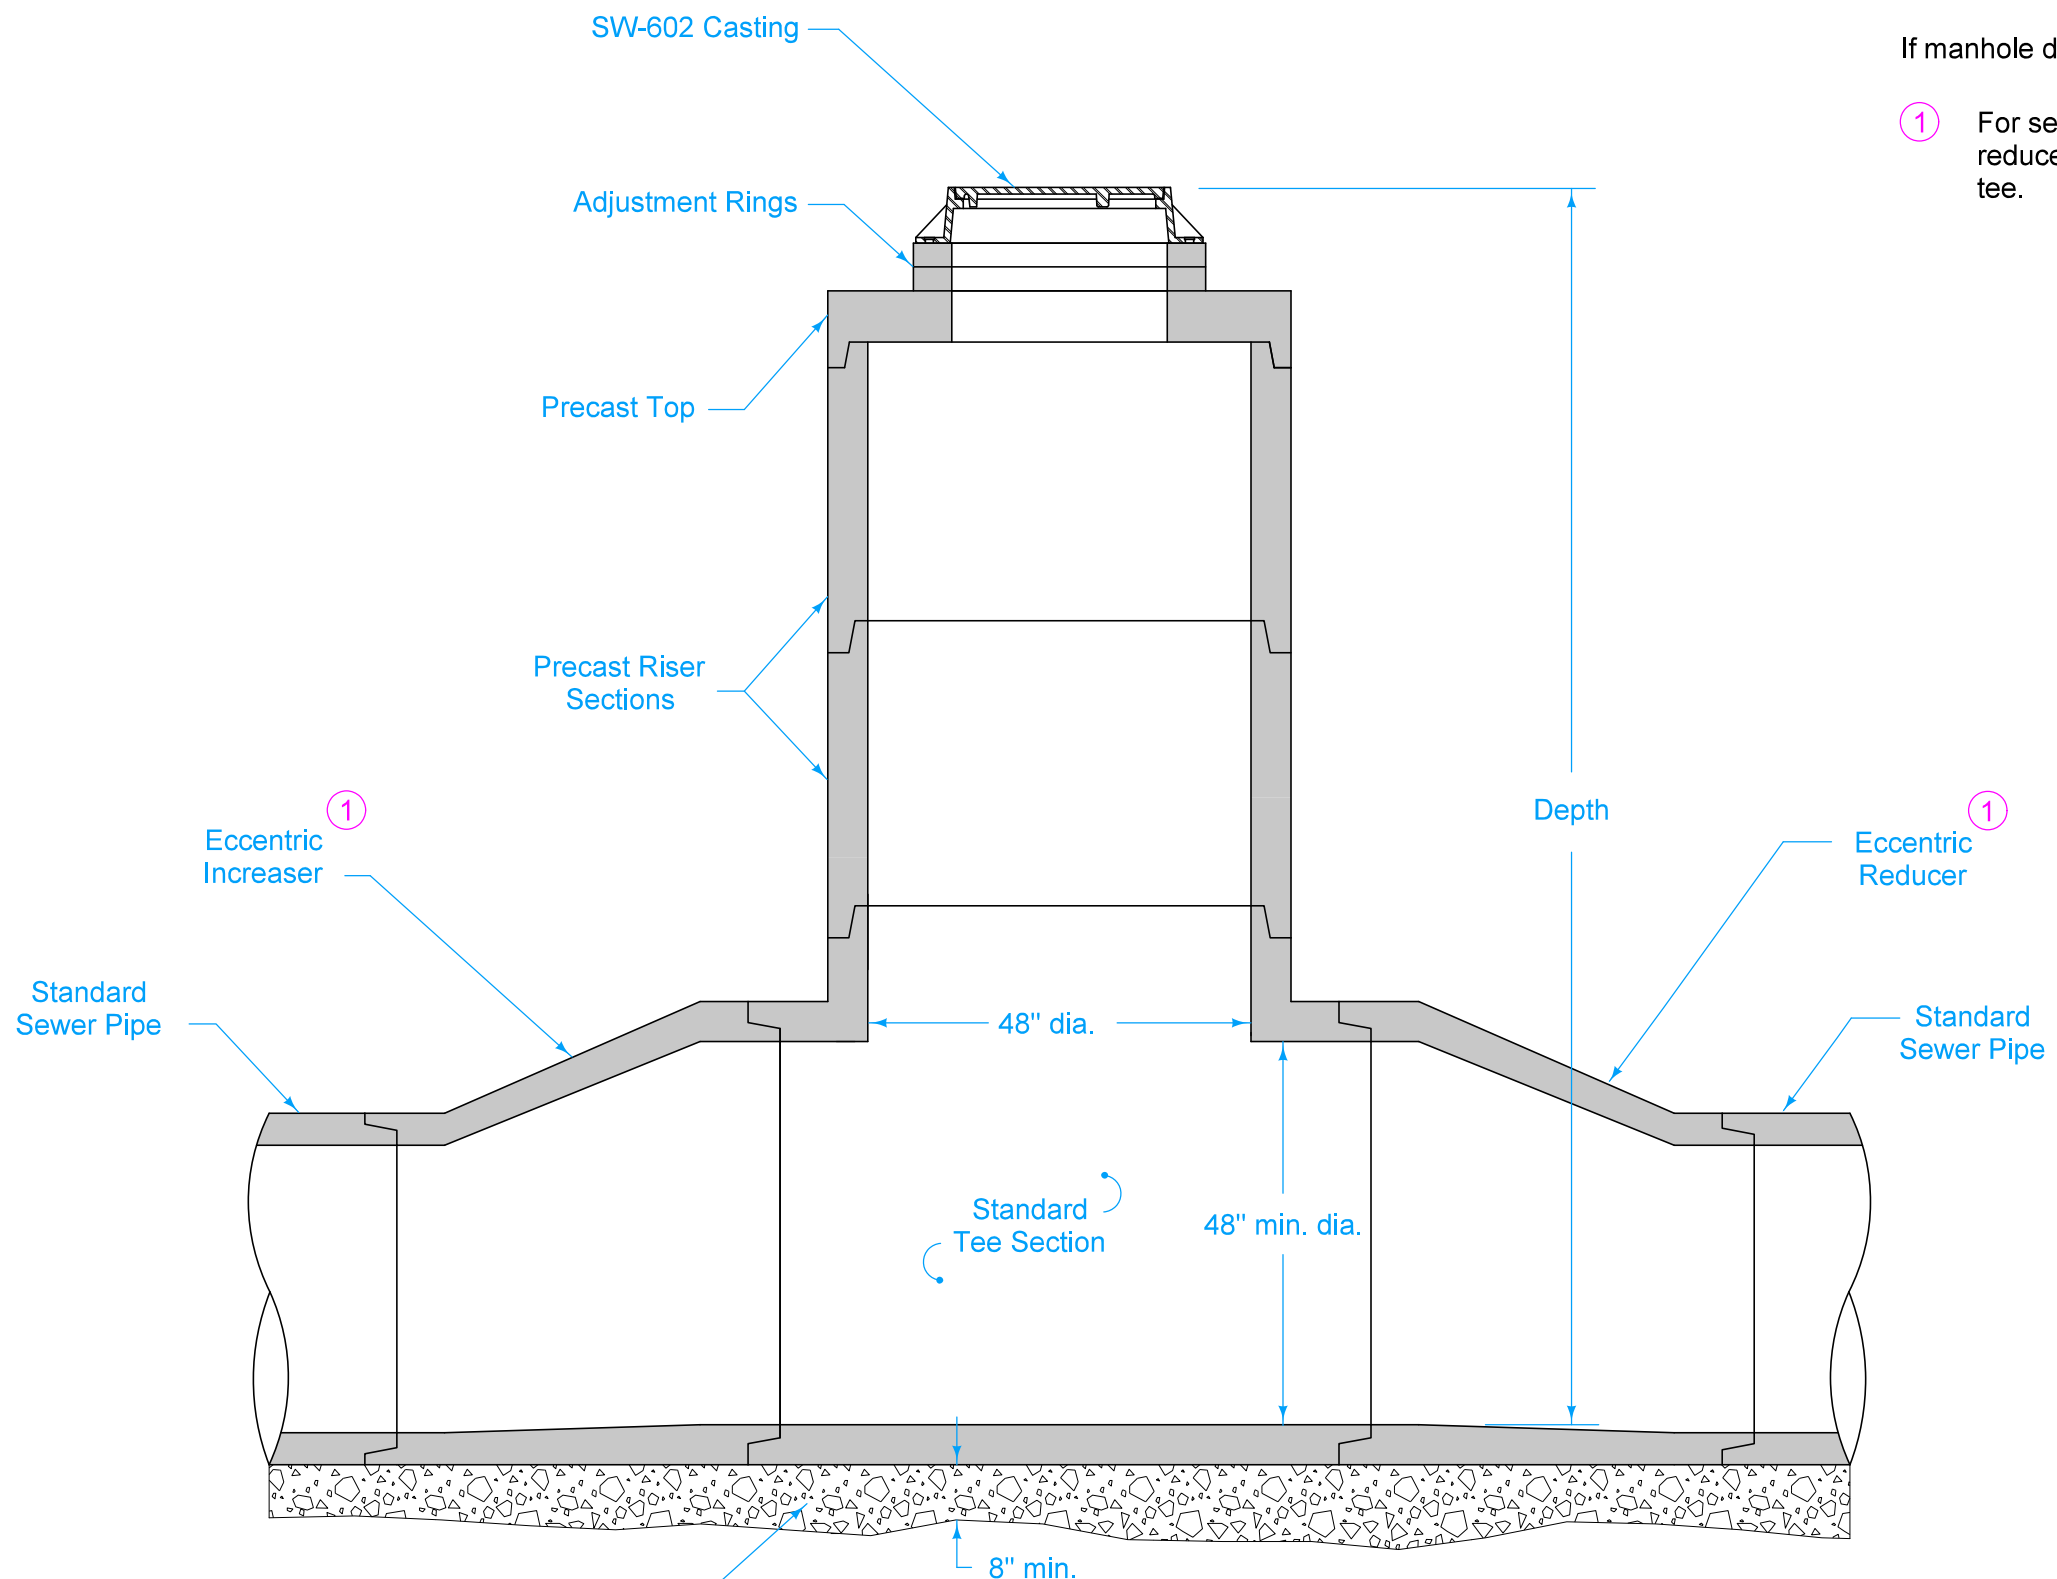 SW-602 Casting
If manhole d
1 For se
reduce
tee.
Adjustment Rings
Precast Top
Precast Riser
Sections
1
Eccentric
Increaser
Depth
1
Eccentric
Reducer
Standard
Sewer Pipe
48" dia.
Standard
Sewer Pipe
Standard
Tee Section
48" min. dia.
8" min.